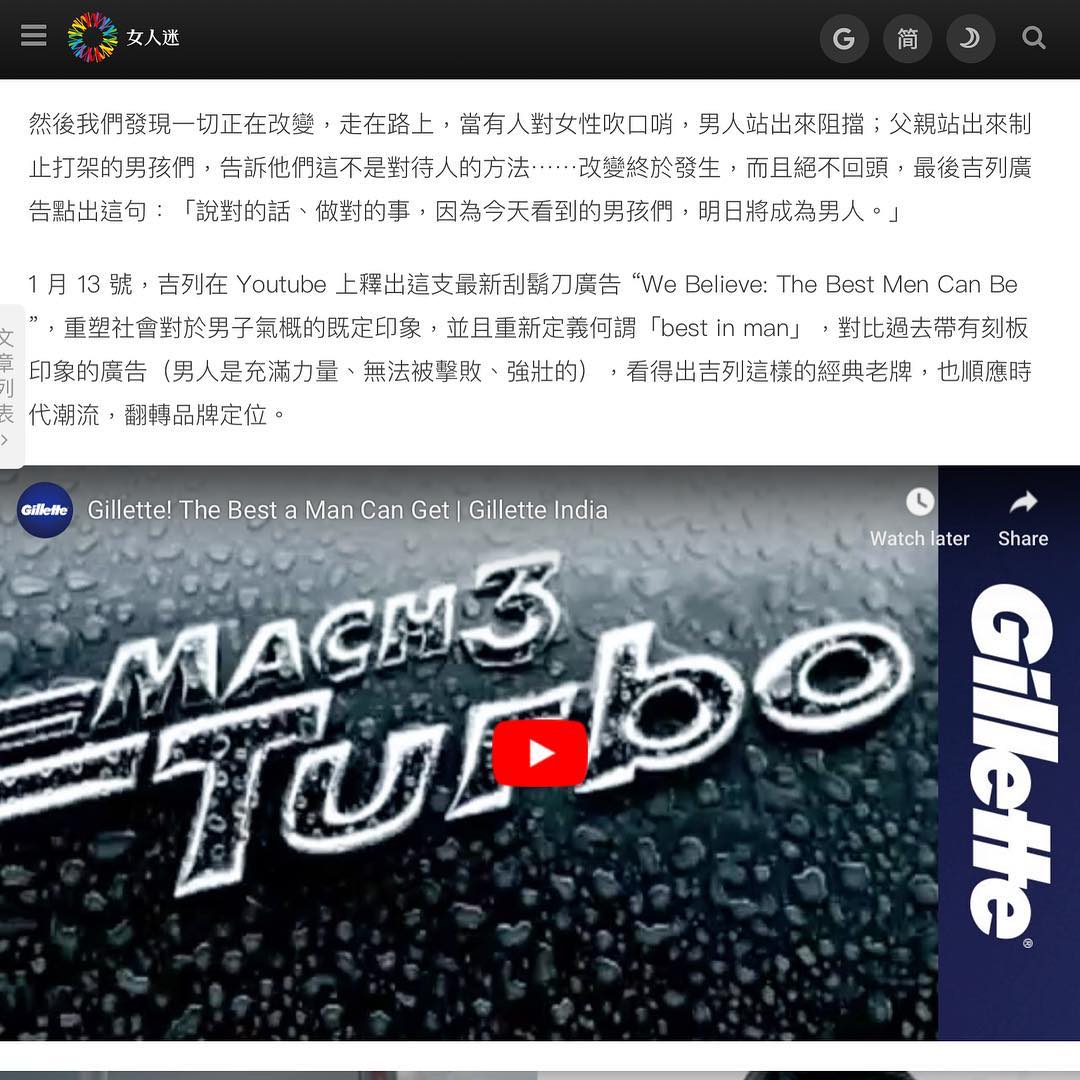 女人迷
G
简
然後我們發現一切正在改變，走在路上，當有人對女性吹口哨，男人站出來阻擋；父親站出來制
止打架的男孩們，告訴他們這不是對待人的方法⋯⋯改變終於發生，而且絕不回頭，最後吉列廣
告點出這句：「說對的話、做對的事，因為今天看到的男孩們，明日將成為男人。」
1 月 13 號，吉列在 Youtube 上釋出這支最新刮鬍刀廣告 “We Believe: The Best Men Can Be
”，重塑社會對於男子氣概的既定印象，並且重新定義何謂「best in man」，對比過去帶有刻板
印象的廣告（男人是充滿力量、無法被擊敗、強壯的），看得出吉列這樣的經典老牌，也順應時
代潮流，翻轉品牌定位。
文章列表
Gillette
Gillette! The Best a Man Can Get | Gillette India
Watch later
Share
MACH3
Turbo
Gillette®